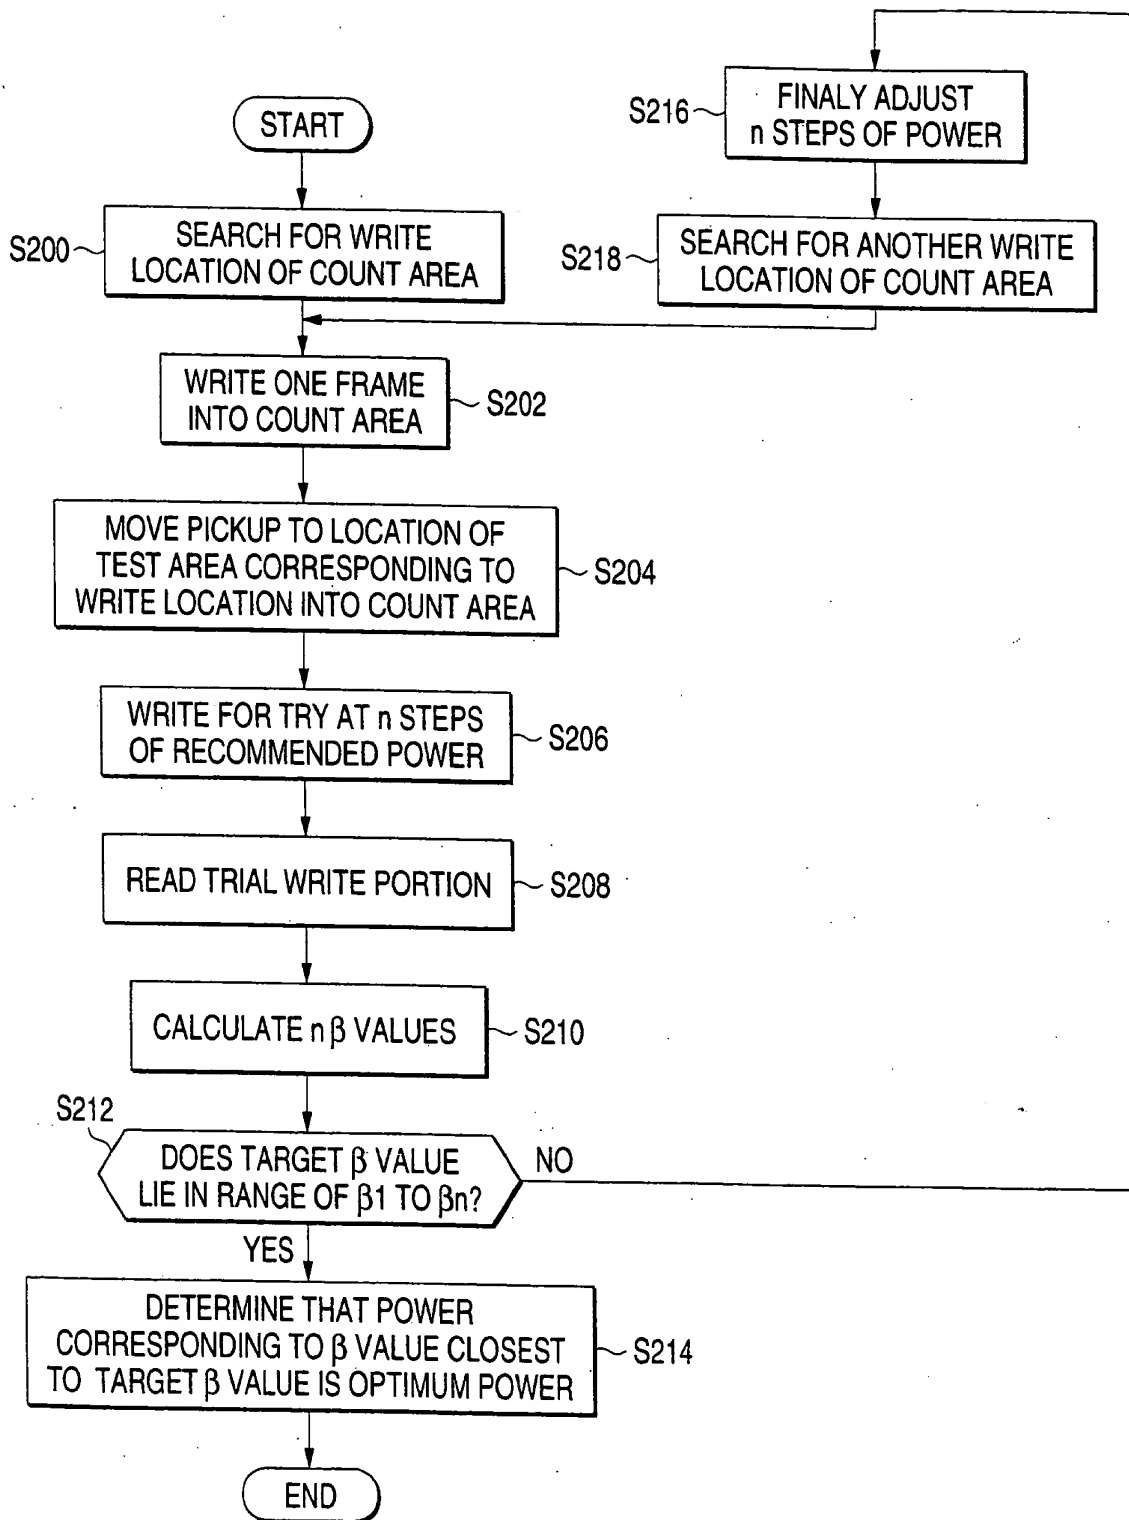 START
S200
SEARCH FOR WRITE
LOCATION OF COUNT AREA
S216
FINALY ADJUST
n STEPS OF POWER
S218
SEARCH FOR ANOTHER WRITE
LOCATION OF COUNT AREA
WRITE ONE FRAME
INTO COUNT AREA
S202
MOVE PICKUP TO LOCATION OF
TEST AREA CORRESPONDING TO
WRITE LOCATION INTO COUNT AREA
S204
WRITE FOR TRY AT n STEPS
OF RECOMMENDED POWER
S206
READ TRIAL WRITE PORTION
S208
CALCULATE n β VALUES
S210
S212
DOES TARGET β VALUE
LIE IN RANGE OF β1 TO βn?
NO
YES
DETERMINE THAT POWER
CORRESPONDING TO β VALUE CLOSEST
TO TARGET β VALUE IS OPTIMUM POWER
S214
END